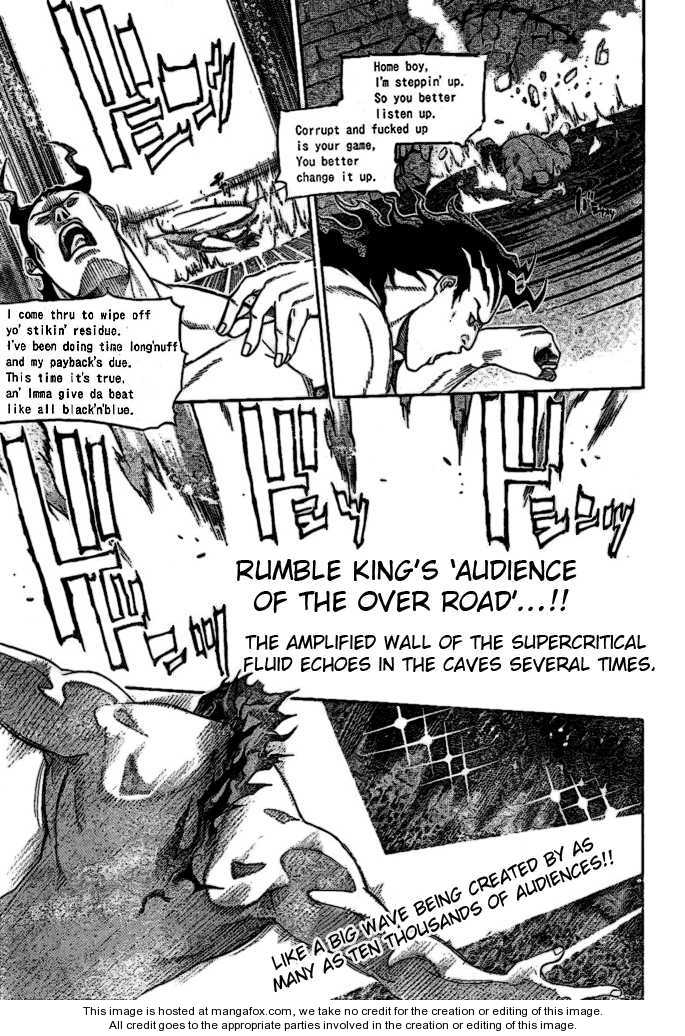 Home boy,
I'm steppin' up.
So you better
listen up.
Corrupt and fucked up
is your game,
You better
change it up.
I come thru to wipe off
yo' stikin' residue.
I've been doing time long'nuff
and my payback's due.
This time it's true,
an' Imma give da beat
like all black'n'blue.
RUMBLE KING'S 'AUDIENCE
OF THE OVER ROAD'...!!
THE AMPLIFIED WALL OF THE SUPERCRITICAL
FLUID ECHOES IN THE CAVES SEVERAL TIMES.
LIKE A BIG WAVE BEING CREATED BY AS
MANY AS TEN THOUSANDS OF AUDIENCES!!
This image is hosted at mangafox.com, we take no credit for the creation or editing of this image.
All credit goes to the appropriate parties involved in the creation or editing of this image.